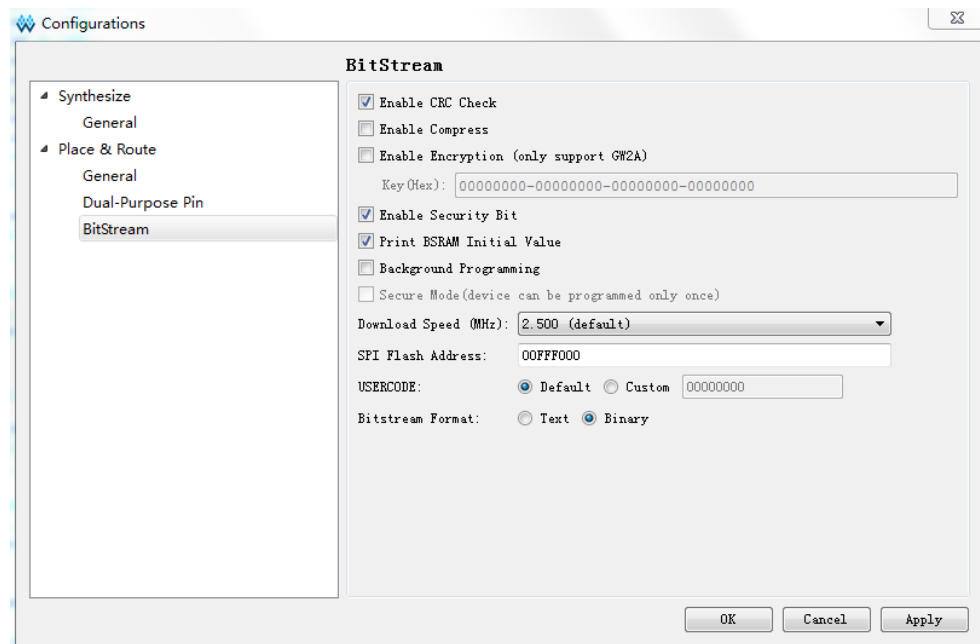 Configurations
Synthesize
General
Place & Route
General
Dual-Purpose Pin
BitStream
BitStream
Enable CRC Check
Enable Compress
Enable Encryption (only support GW2A)
Key(Hex): 00000000-00000000-00000000-00000000
Enable Security Bit
Print BSRAM Initial Value
Background Programming
Secure Mode(device can be programmed only once)
Download Speed (MHz): 2.500 (default)
SPI Flash Address: 00FFF000
USERCODE: Default Custom 00000000
Bitstream Format: Text Binary
OK Cancel Apply